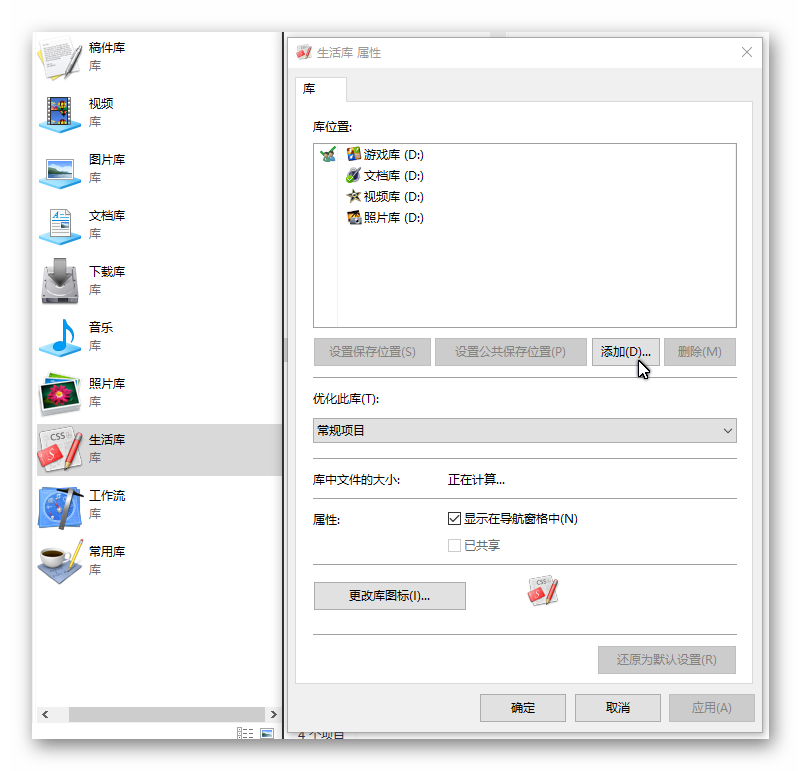 稿件库
库
视频
库
图片库
库
文档库
库
下载库
库
音乐
库
照片库
库
生活库
库
工作流
库
常用库
库
生活库 属性
库
库位置:
游戏库 (D:)
文档库 (D:)
视频库 (D:)
照片库 (D:)
设置保存位置(S)
设置公共保存位置(P)
添加(D)...
删除(M)
优化此库(T):
常规项目
库中文件的大小:
正在计算...
属性:
显示在导航窗格中(N)
已共享
更改库图标(I)...
CSS
还原为默认设置(R)
确定
取消
应用(A)
4 个项目